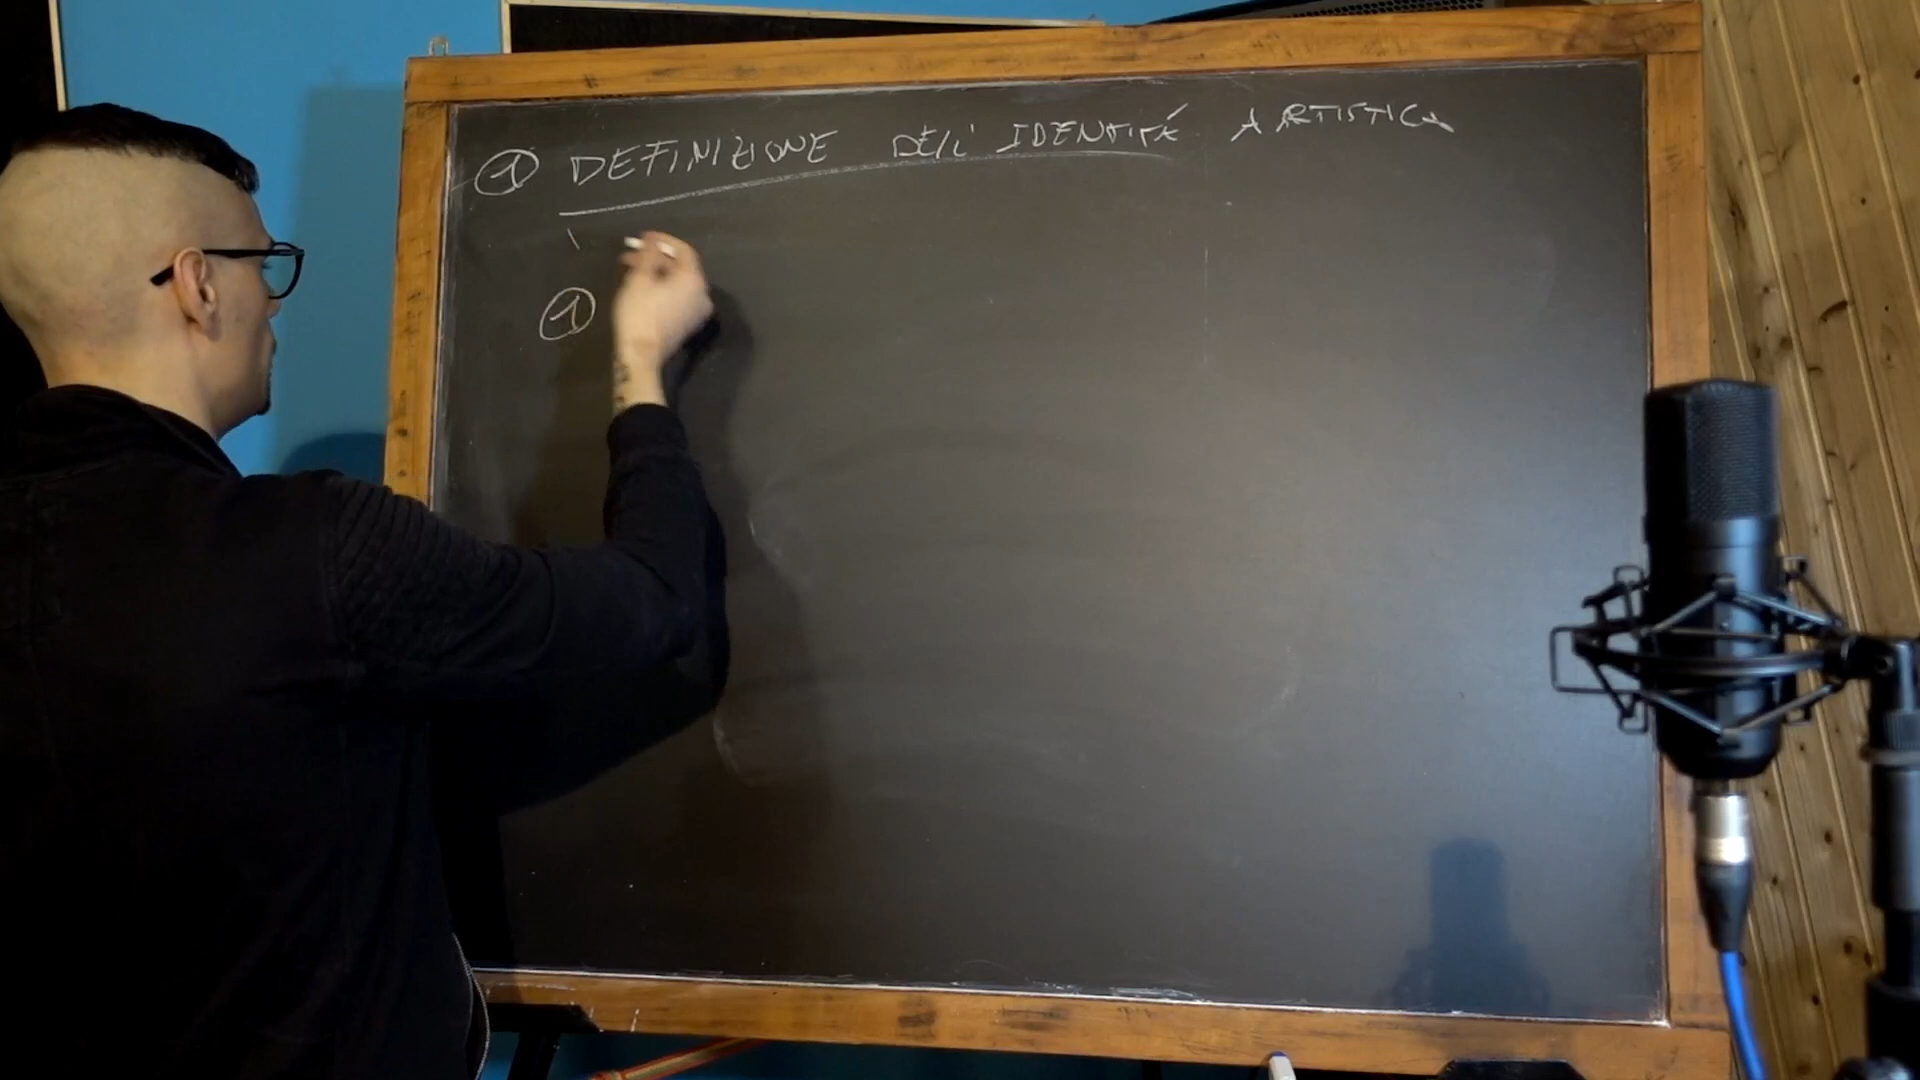 ① DEFINIZIONE DELL' IDENTITÁ ARTISTICA
①